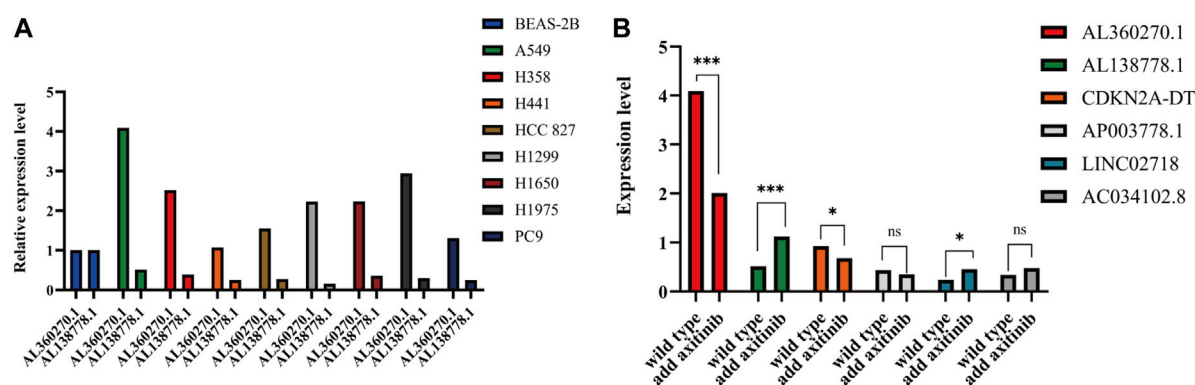 A
Relative expression level
5
4
3
2
1
0
AL360270.1
AL138778.1
AL360270.1
AL138778.1
AL360270.1
AL138778.1
AL360270.1
AL138778.1
AL360270.1
AL138778.1
AL360270.1
AL138778.1
AL360270.1
AL138778.1
AL360270.1
AL138778.1
AL360270.1
AL138778.1
BEAS-2B
A549
H358
H441
HCC 827
H1299
H1650
H1975
PC9
B
Expression level
5
4
3
2
1
0
***
***
*
ns
*
ns
wild type
add axitinib
wild type
add axitinib
wild type
add axitinib
wild type
add axitinib
wild type
add axitinib
wild type
add axitinib
AL360270.1
AL138778.1
CDKN2A-DT
AP003778.1
LINC02718
AC034102.8